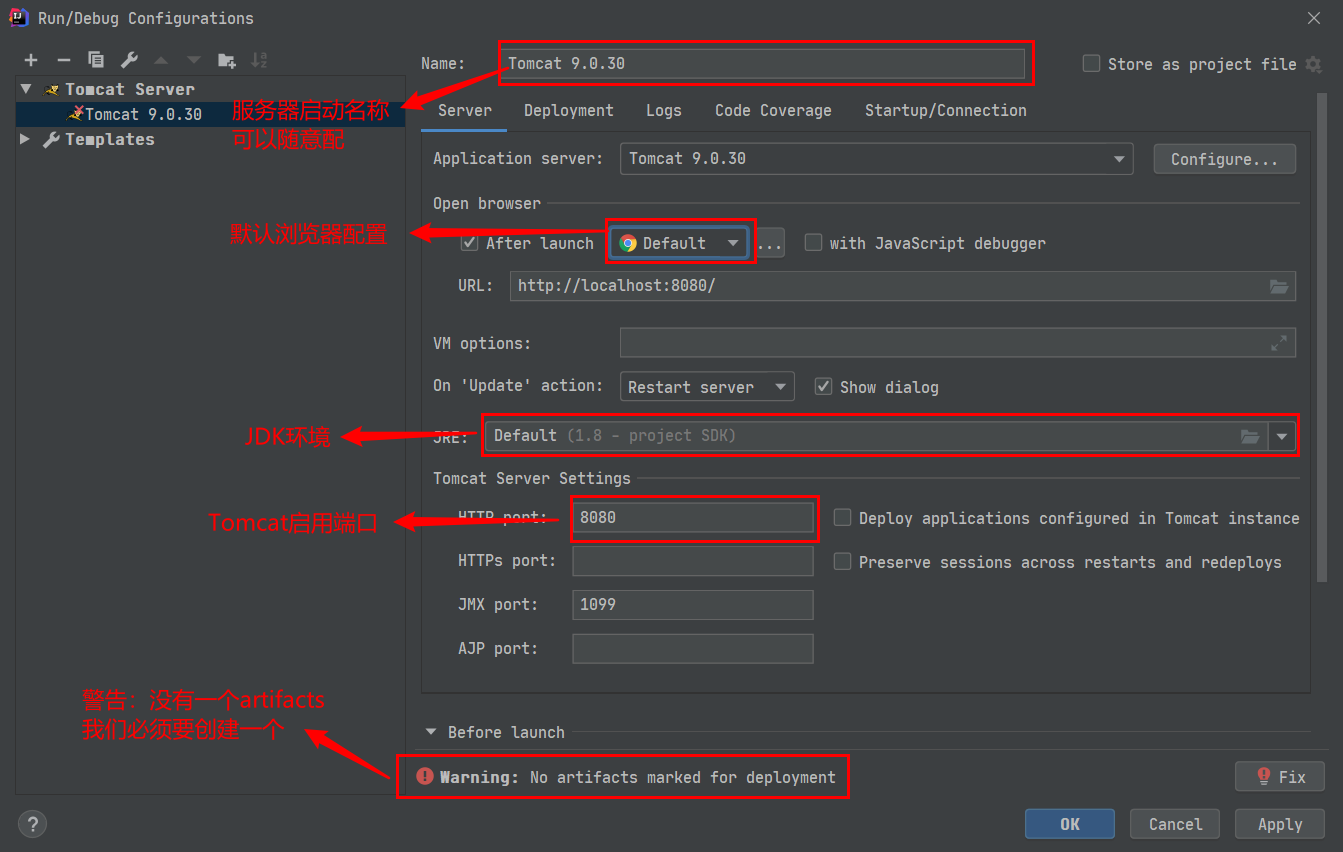 Run/Debug Configurations
Name:
Tomcat 9.0.30
Store as project file
Tomcat Server
Tomcat 9.0.30
Templates
服务器启动名称
可以随意配
Server
Deployment
Logs
Code Coverage
Startup/Connection
Application server:
Tomcat 9.0.30
Configure...
Open browser
默认浏览器配置
After launch
Default
...
with JavaScript debugger
URL:
http://localhost:8080/
VM options:
On 'Update' action:
Restart server
Show dialog
JDK环境
JRE:
Default (1.8 - project SDK)
Tomcat Server Settings
Tomcat启用端口
HTTP port:
8080
Deploy applications configured in Tomcat instance
HTTPs port:
Preserve sessions across restarts and redeploys
JMX port:
1099
AJP port:
警告：没有一个artifacts
我们必须要创建一个
Before launch
Warning: No artifacts marked for deployment
Fix
?
OK
Cancel
Apply